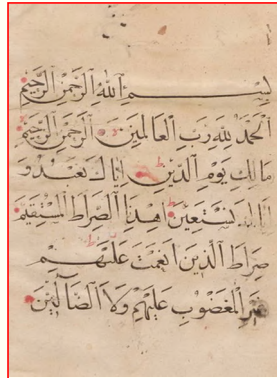 بسم الله الرحمن الرحيم
الحمد لله رب العالمين الرحمن الرحيم
مالك يوم الدين اياك نعبد و
اياك نستعين اهدنا الصراط المستقيم
صراط الذين انعمت عليهم
غير المغضوب عليهم ولا الضالين